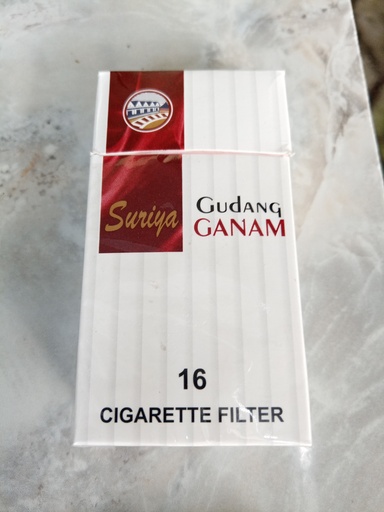 Suriya
Gudang
GANAM
16
CIGARETTE FILTER